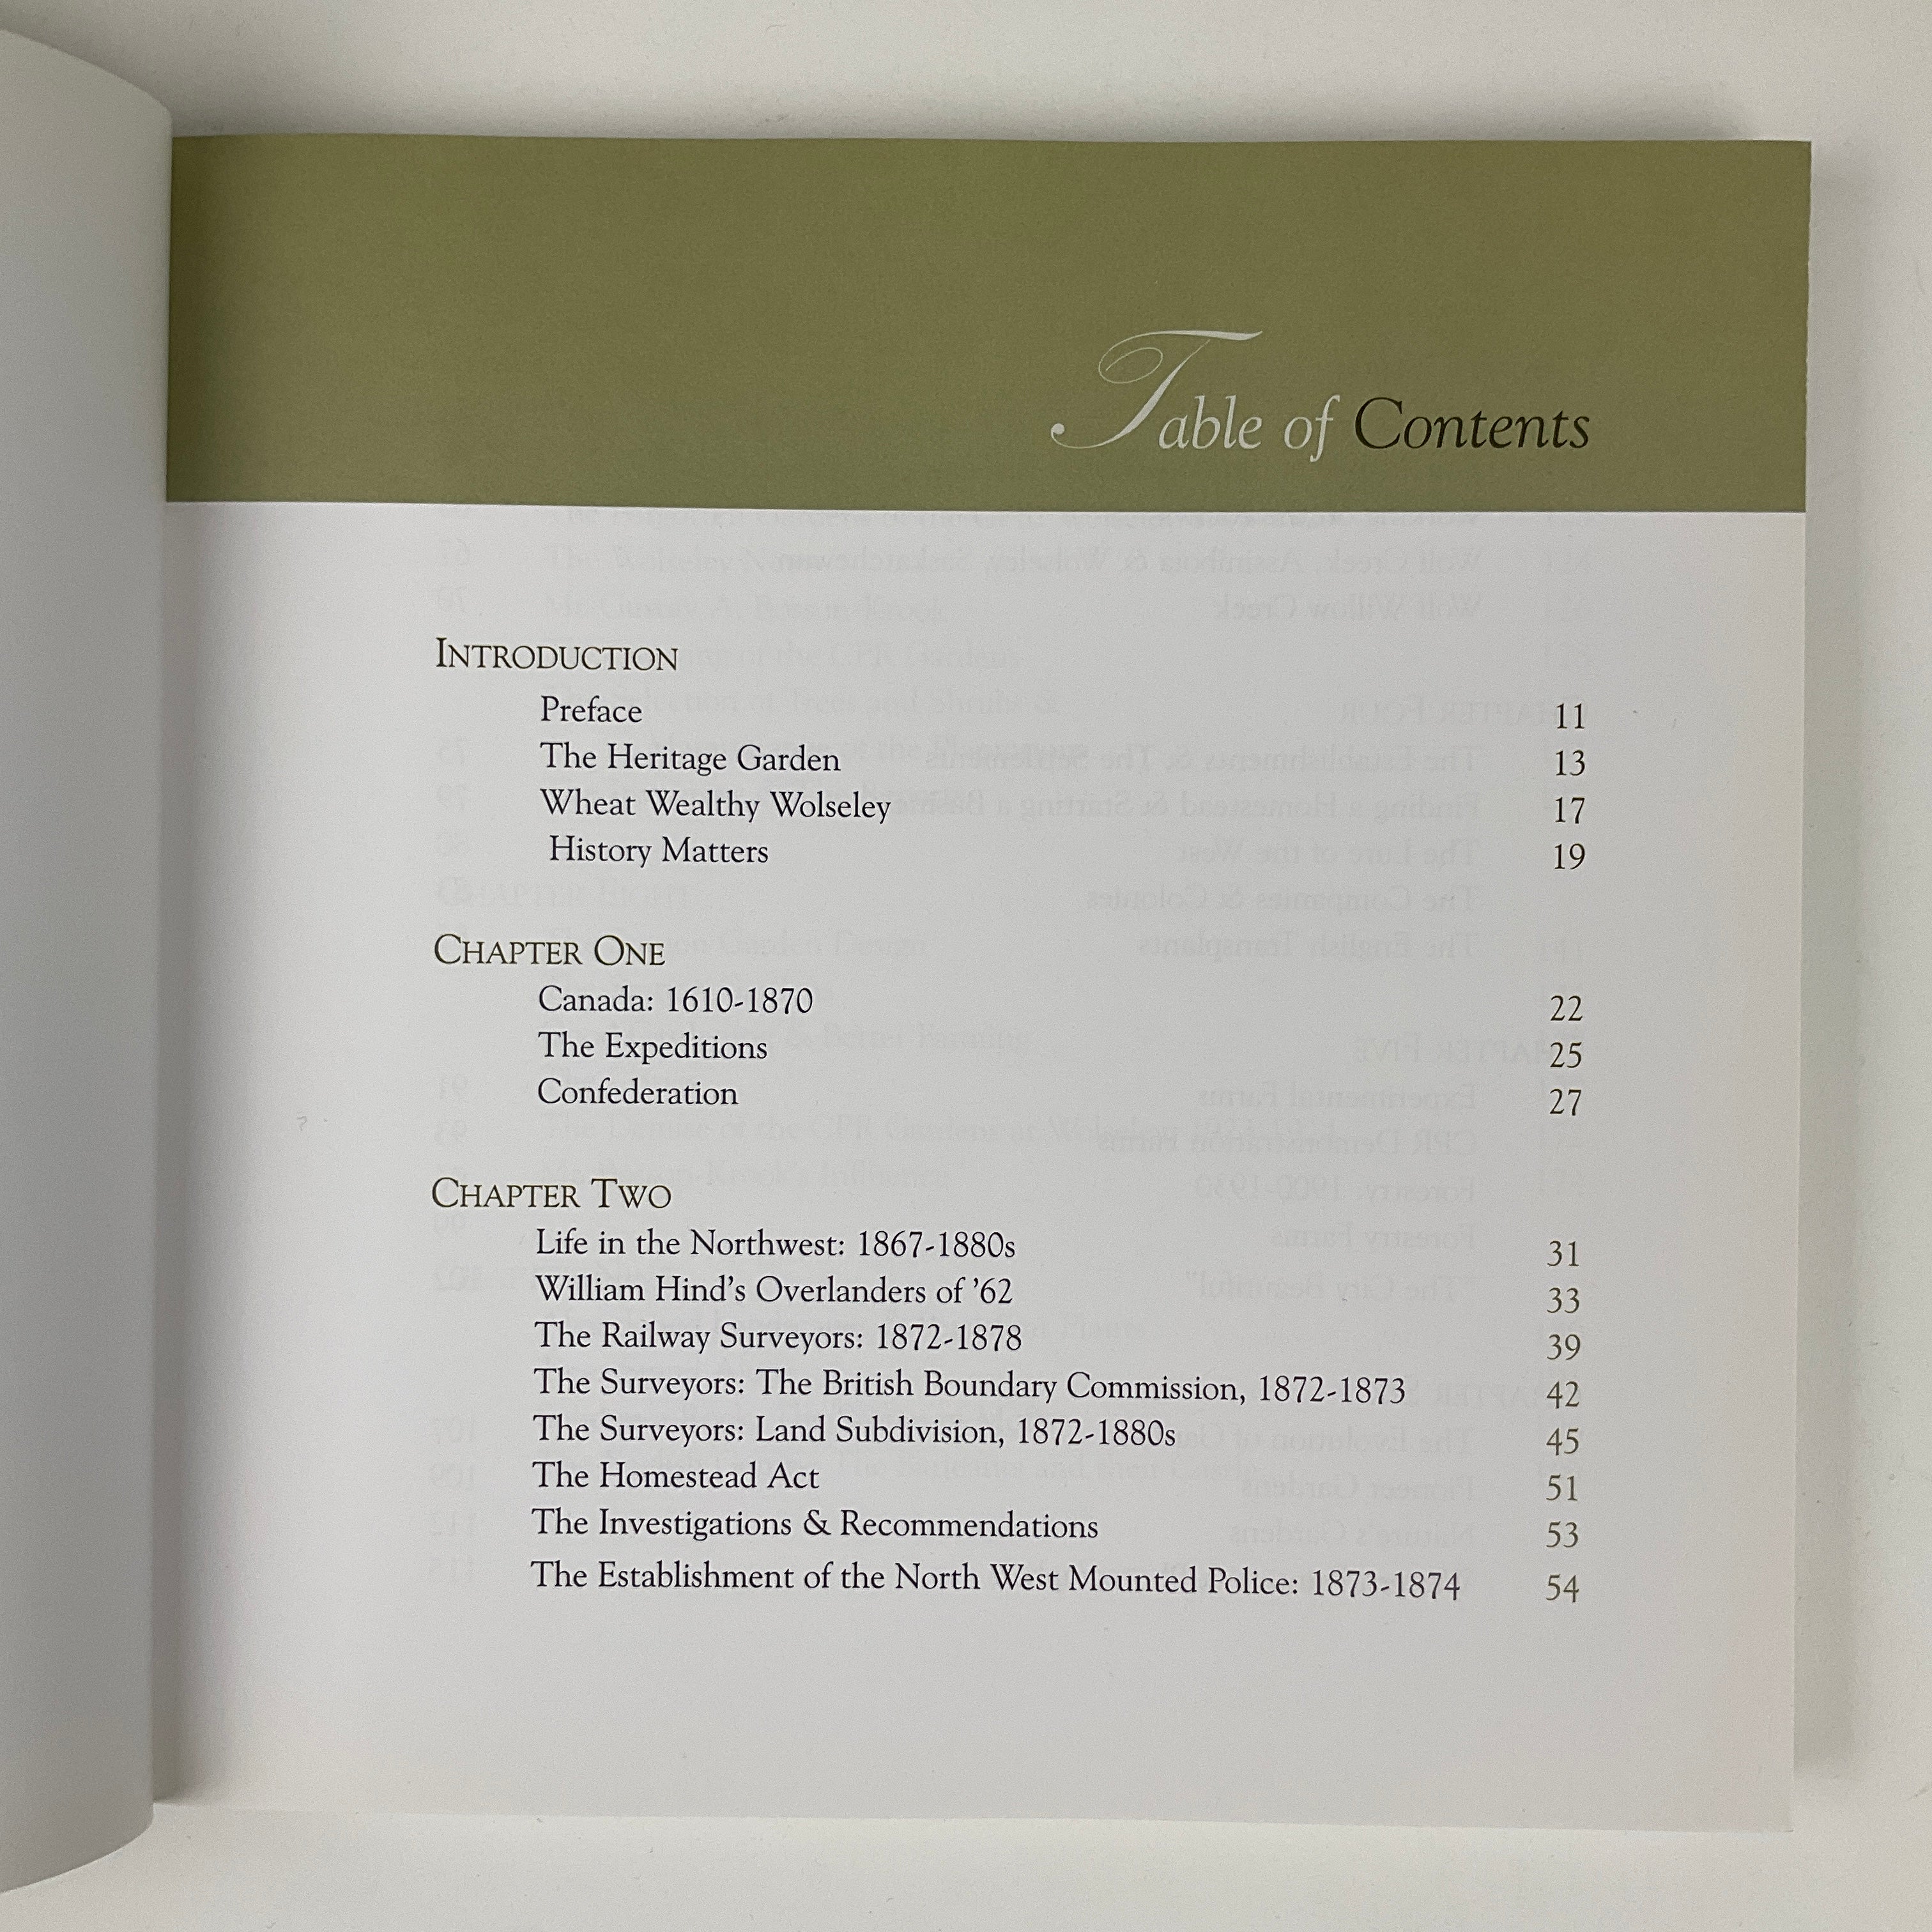 Table of Contents
INTRODUCTION
Preface 11
The Heritage Garden 13
Wheat Wealthy Wolseley 17
History Matters 19
CHAPTER ONE
Canada: 1610-1870 22
The Expeditions 25
Confederation 27
CHAPTER TWO
Life in the Northwest: 1867-1880s 31
William Hind’s Overlanders of ’62 33
The Railway Surveyors: 1872-1878 39
The Surveyors: The British Boundary Commission, 1872-1873 42
The Surveyors: Land Subdivision, 1872-1880s 45
The Homestead Act 51
The Investigations & Recommendations 53
The Establishment of the North West Mounted Police: 1873-1874 54